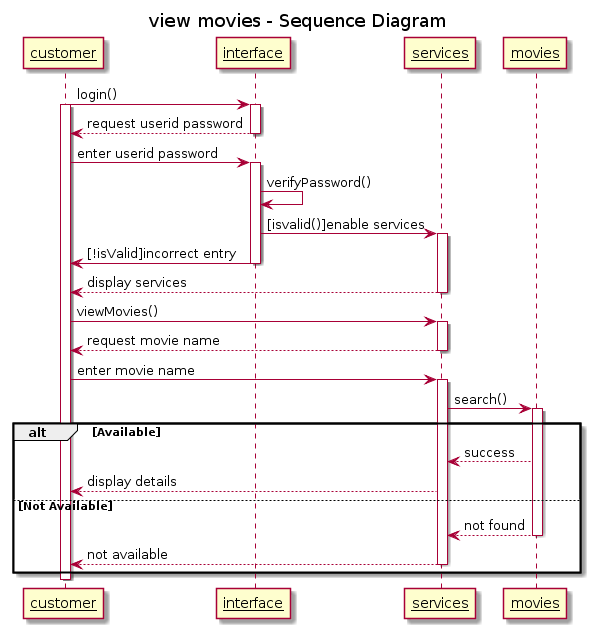 view movies - Sequence Diagram
customer interface services movies
login()
request userid password
enter userid password
verifyPassword()
[isvalid()]enable services
[!isValid]incorrect entry
display services
viewMovies()
request movie name
enter movie name
search()
alt [Available]
success
display details
[Not Available]
not found
not available
customer interface services movies